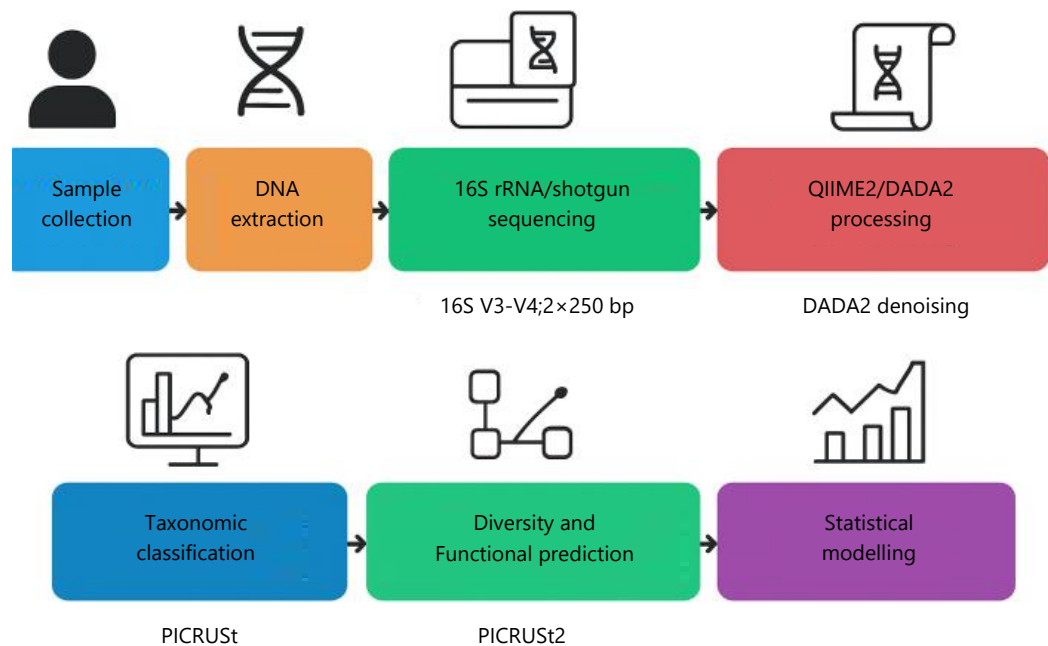 Sample
collection
DNA
extraction
16S rRNA/shotgun
sequencing
QIIME2/DADA2
processing
16S V3-V4;2×250 bp
DADA2 denoising
Taxonomic
classification
Diversity and
Functional prediction
Statistical
modelling
PICRUSt
PICRUSt2